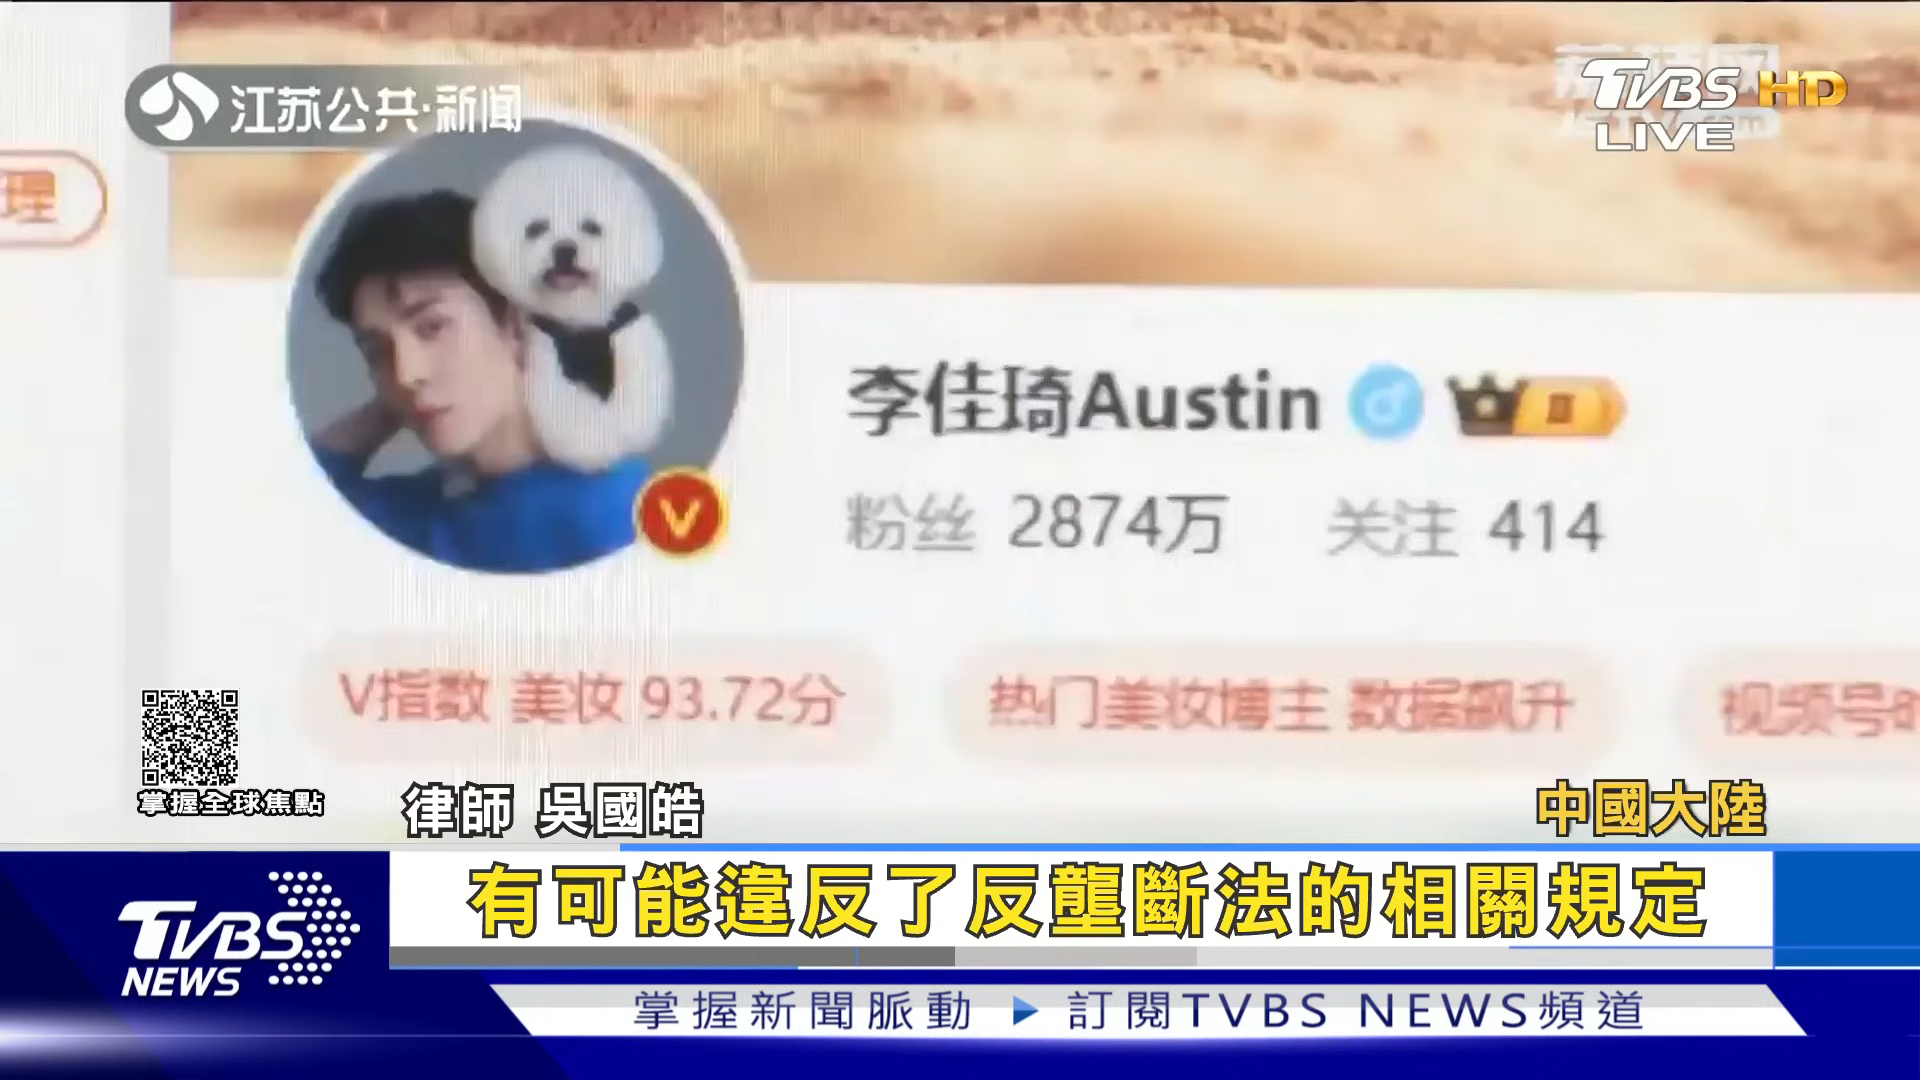 江苏公共·新闻
TVBS HD
LIVE
理
李佳琦Austin
粉丝 2874万 关注 414
V指数 美妆 93.72分
热门美妆博主 数据飙升
视频号
掌握全球焦點
律師 吳國皓
中國大陸
有可能違反了反壟斷法的相關規定
TVBS
NEWS
掌握新聞脈動 ▶ 訂閱TVBS NEWS頻道